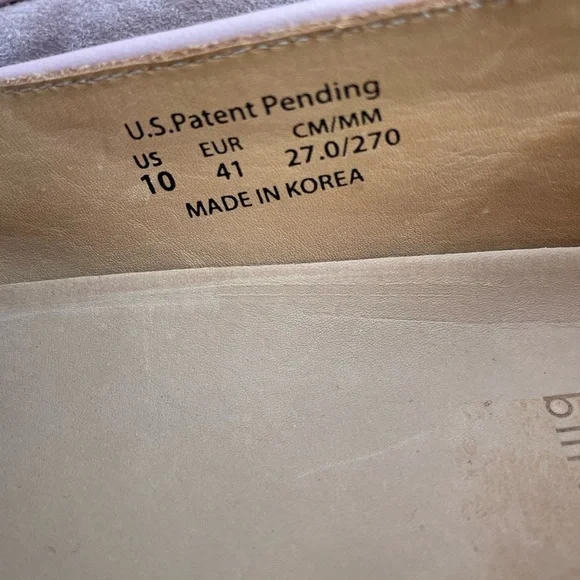 U.S.Patent Pending
US EUR CM/MM
10 41 27.0/270
MADE IN KOREA